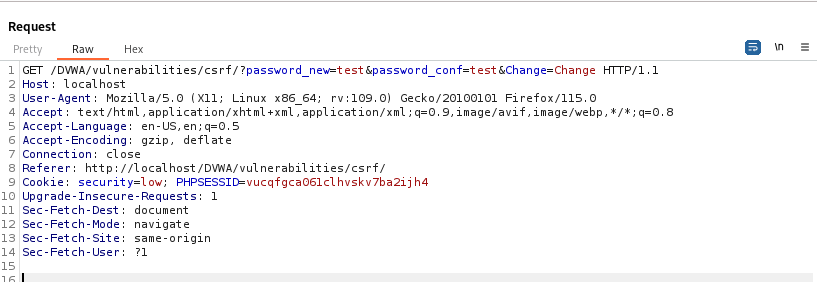 Request
Pretty Raw Hex \n ≡
1 GET /DVWA/vulnerabilities/csrf/?password_new=test&password_conf=test&Change=Change HTTP/1.1
2 Host: localhost
3 User-Agent: Mozilla/5.0 (X11; Linux x86_64; rv:109.0) Gecko/20100101 Firefox/115.0
4 Accept: text/html,application/xhtml+xml,application/xml;q=0.9,image/avif,image/webp,*/*;q=0.8
5 Accept-Language: en-US,en;q=0.5
6 Accept-Encoding: gzip, deflate
7 Connection: close
8 Referer: http://localhost/DVWA/vulnerabilities/csrf/
9 Cookie: security=low; PHPSESSID=vucqfgca061clhvskv7ba2ijh4
10 Upgrade-Insecure-Requests: 1
11 Sec-Fetch-Dest: document
12 Sec-Fetch-Mode: navigate
13 Sec-Fetch-Site: same-origin
14 Sec-Fetch-User: ?1
15
16